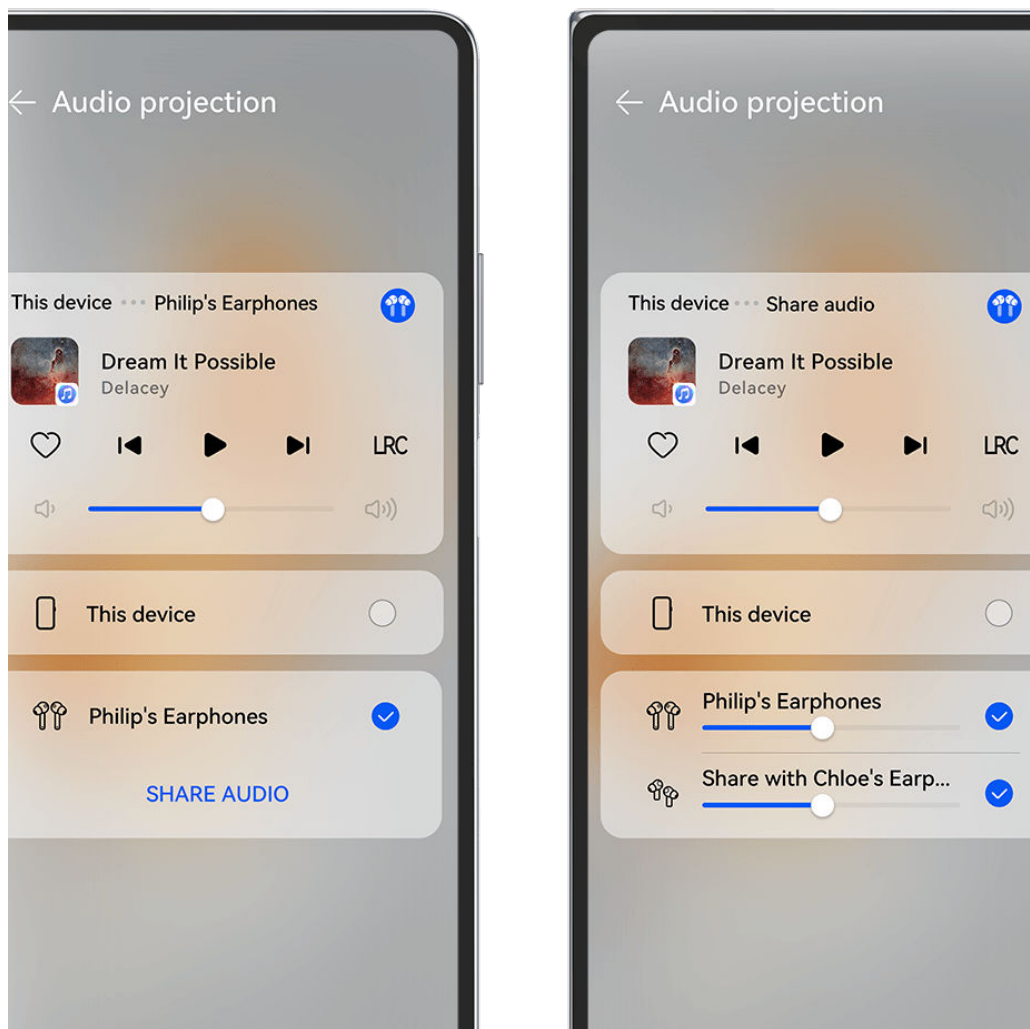 Audio projection
This device ••• Philip's Earphones
Dream It Possible
Delacey
LRC
This device
Philip's Earphones
SHARE AUDIO
Audio projection
This device ••• Share audio
Dream It Possible
Delacey
LRC
This device
Philip's Earphones
Share with Chloe's Earp...